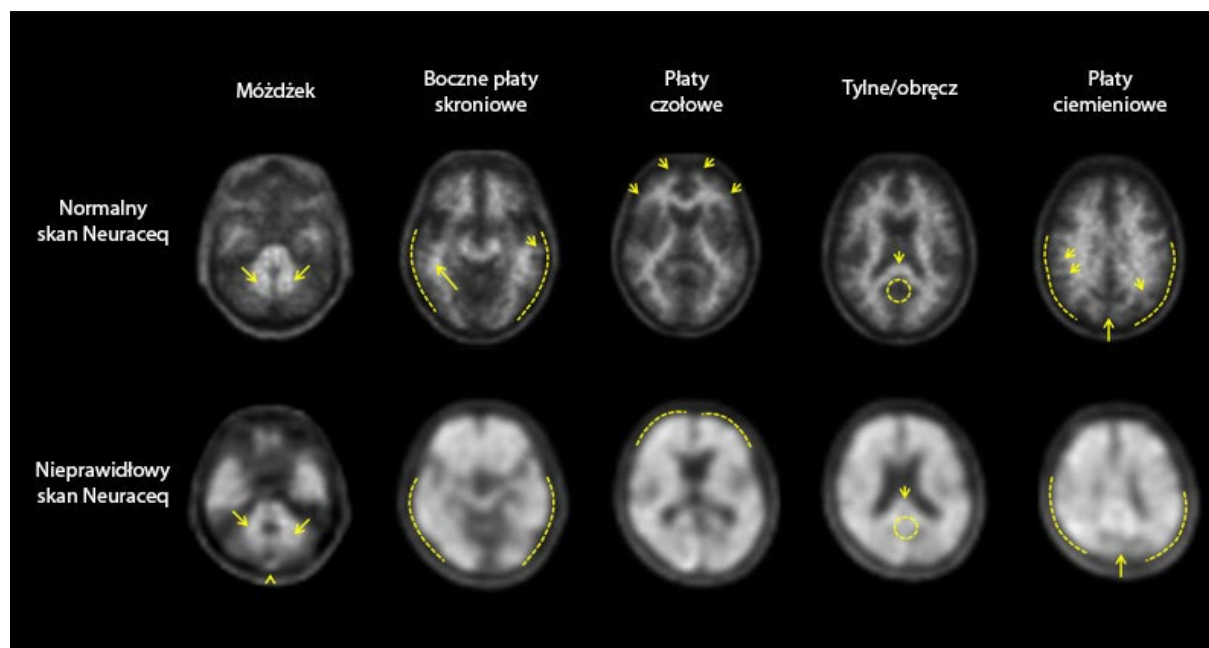 Móżdżek
Boczne płaty
skroniowe
Płaty
czołowe
Tylne/obręcz
Płaty
ciemieniowe
Normalny
skan Neuraceq
Nieprawidłowy
skan Neuraceq